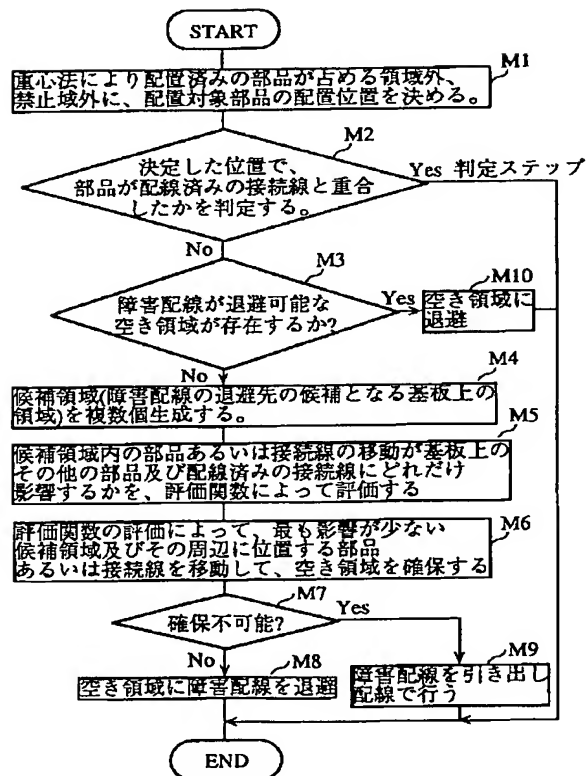 START
M1
重心法により配置済みの部品が占める領域外、
禁止域外に、配置対象部品の配置位置を決める。
M2
決定した位置で、
部品が配線済みの接続線と重合
したかを判定する。
Yes 判定ステップ
No
M3
障害配線が退避可能な
空き領域が存在するか?
Yes
M10
空き領域に
退避
No
M4
候補領域(障害配線の退避先の候補となる基板上の
領域)を複数個生成する。
M5
候補領域内の部品あるいは接続線の移動が基板上の
その他の部品及び配線済みの接続線にどれだけ
影響するかを、評価関数によって評価する
M6
評価関数の評価によって、最も影響が少ない
候補領域及びその周辺に位置する部品
あるいは接続線を移動して、空き領域を確保する
M7
確保不可能?
Yes
No
M8
空き領域に障害配線を退避
M9
障害配線を引き出し
配線で行う
END